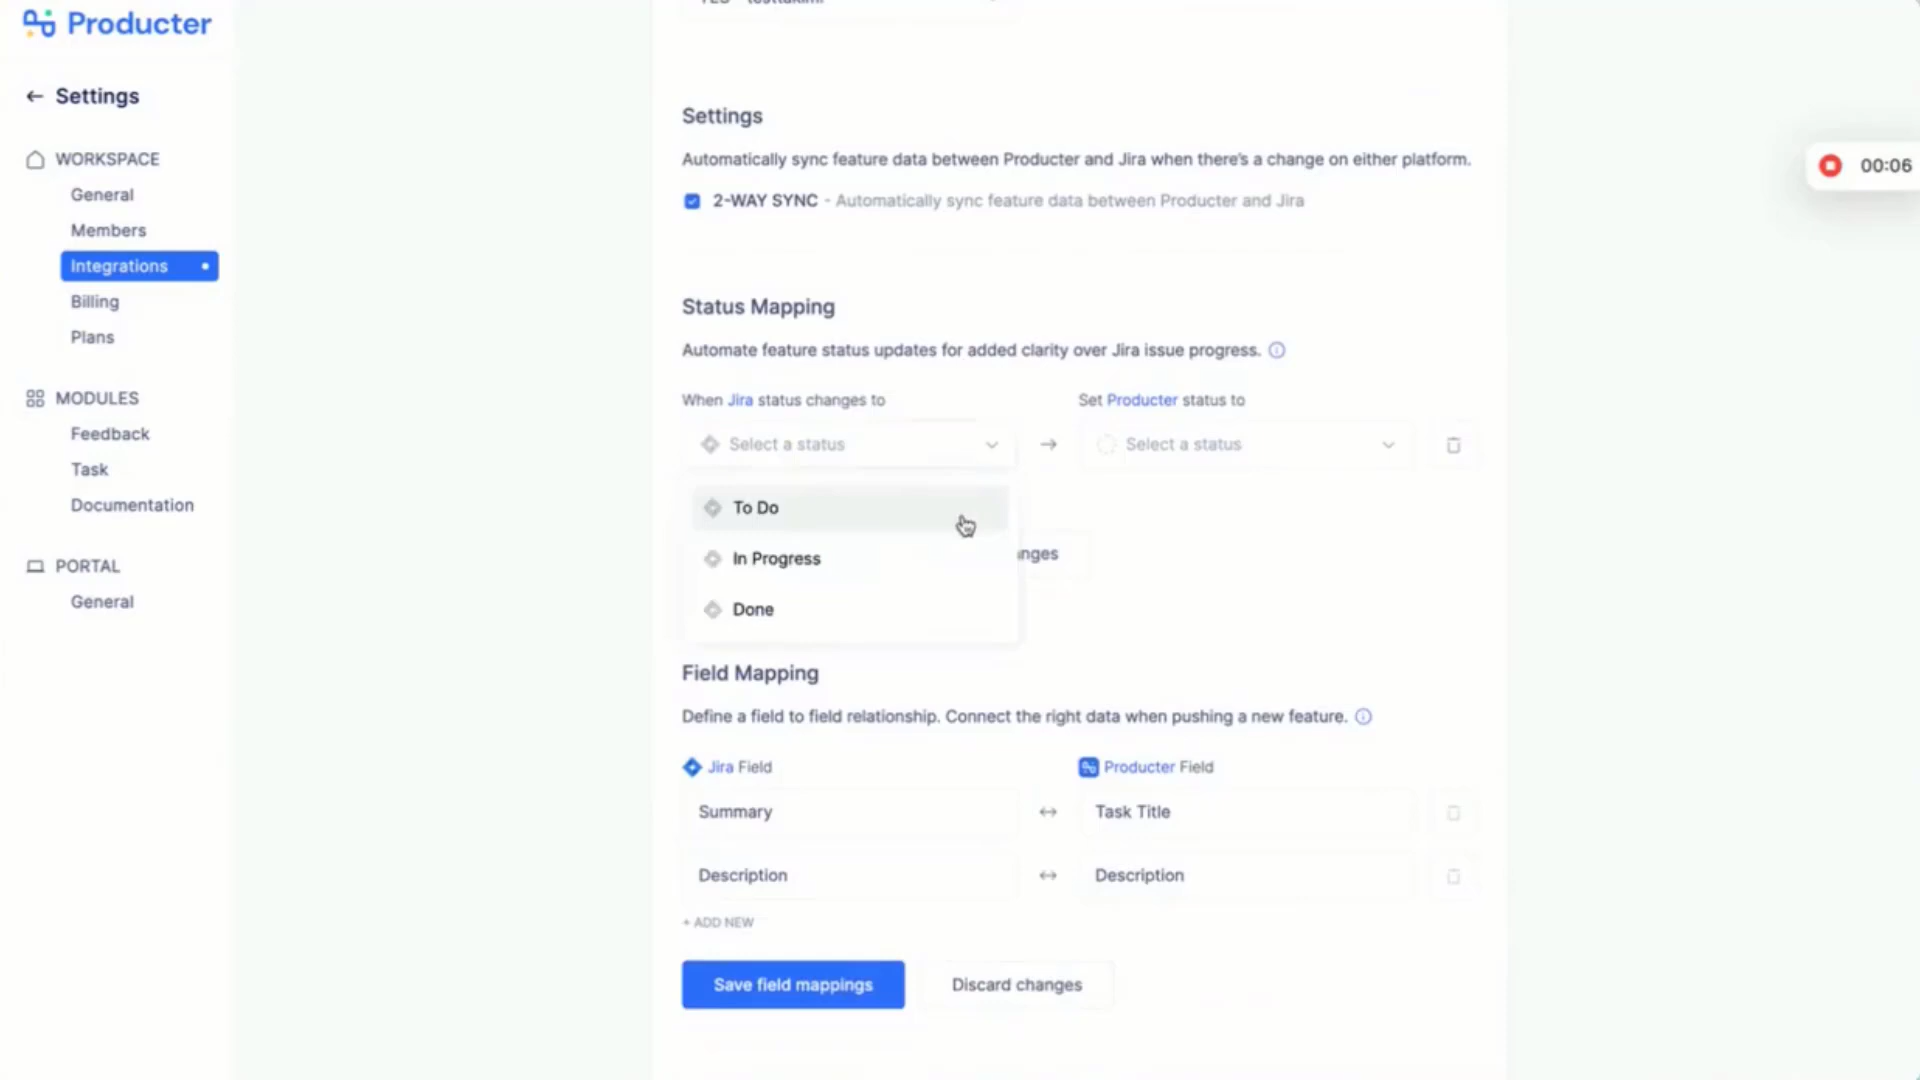 Producter
Settings
WORKSPACE
General
Members
Integrations
Billing
Plans
MODULES
Feedback
Task
Documentation
PORTAL
General
Settings
Automatically sync feature data between Producter and Jira when there's a change on either platform.
2-WAY SYNC - Automatically sync feature data between Producter and Jira
Status Mapping
Automate feature status updates for added clarity over Jira issue progress.
When Jira status changes to
Set Producter status to
Select a status
Select a status
To Do
In Progress
Done
Field Mapping
Define a field to field relationship. Connect the right data when pushing a new feature.
Jira Field
Producter Field
Summary
Task Title
Description
Description
+ ADD NEW
Save field mappings
Discard changes
00:06